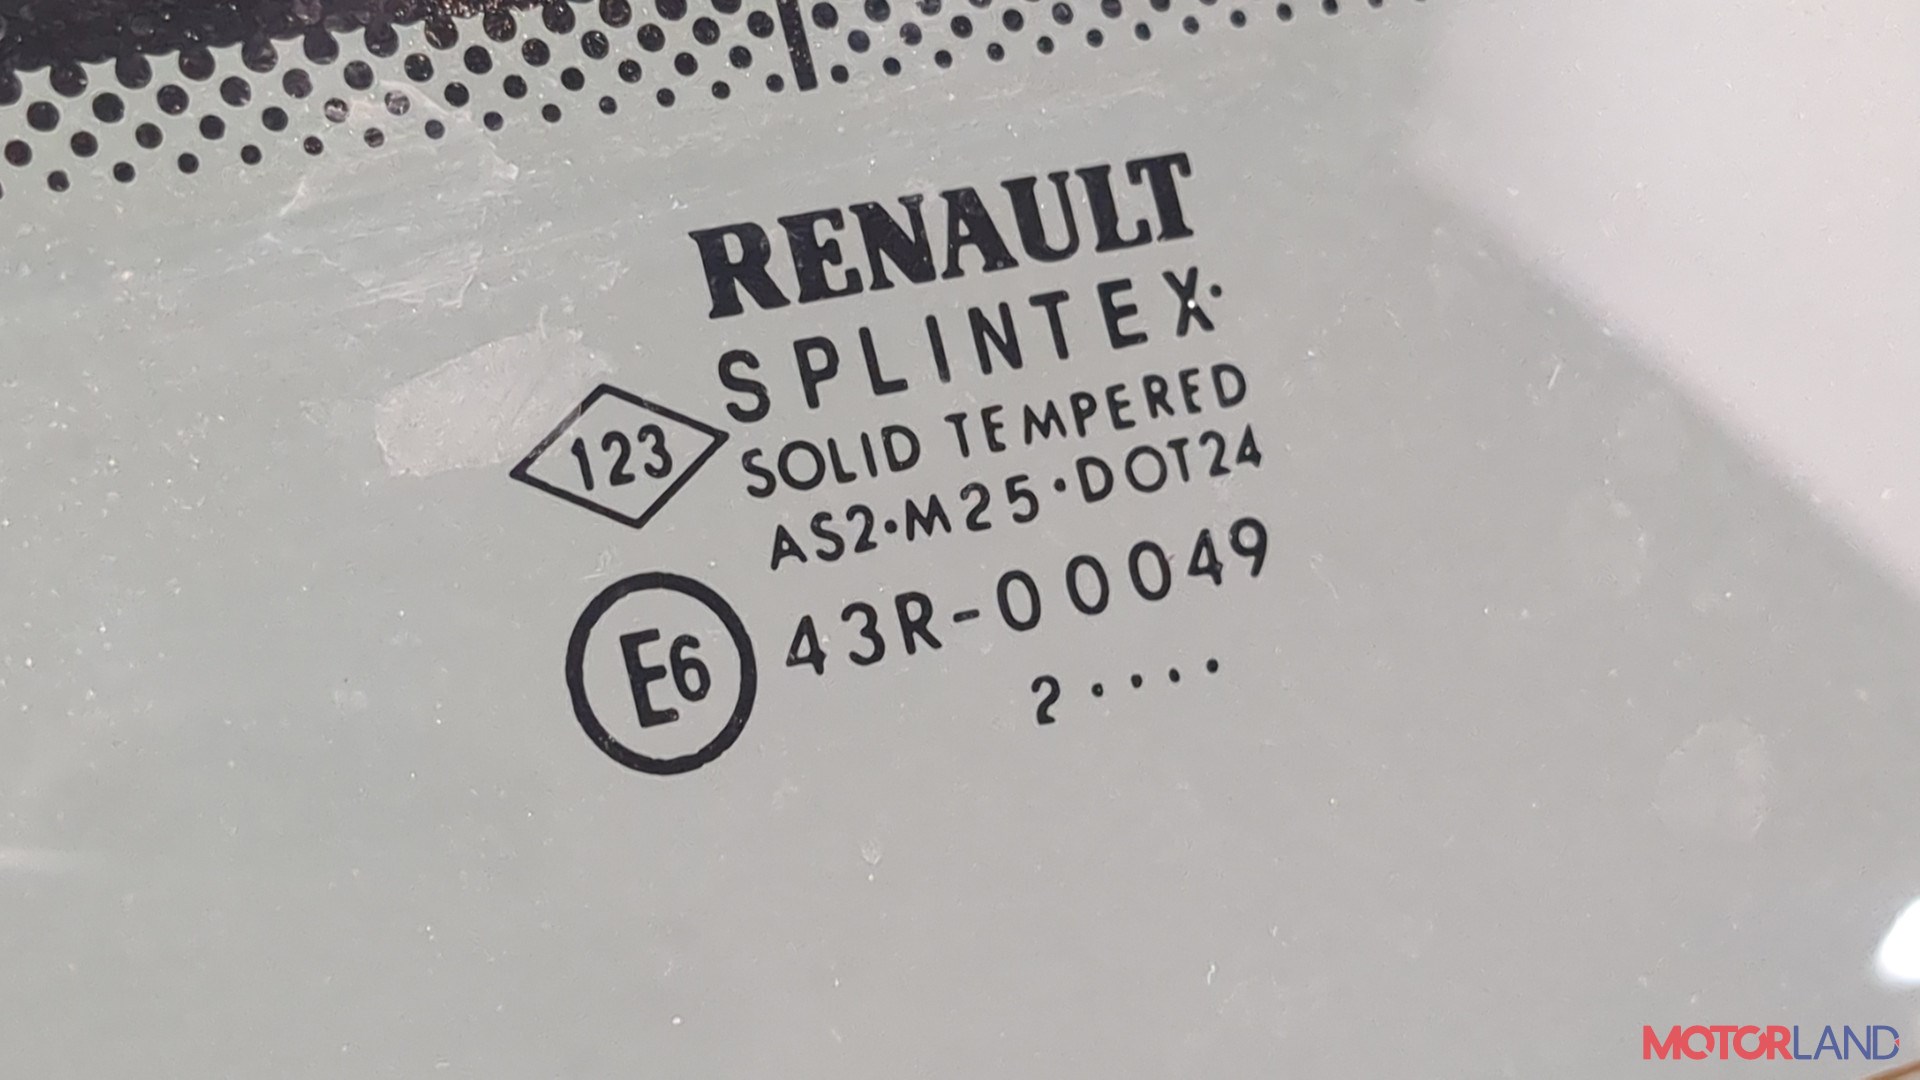 RENAULT
SPLINTEX·
123
SOLID TEMPERED
AS2·M25·DOT24
E6
43R-00049
2····
MOTORLAND